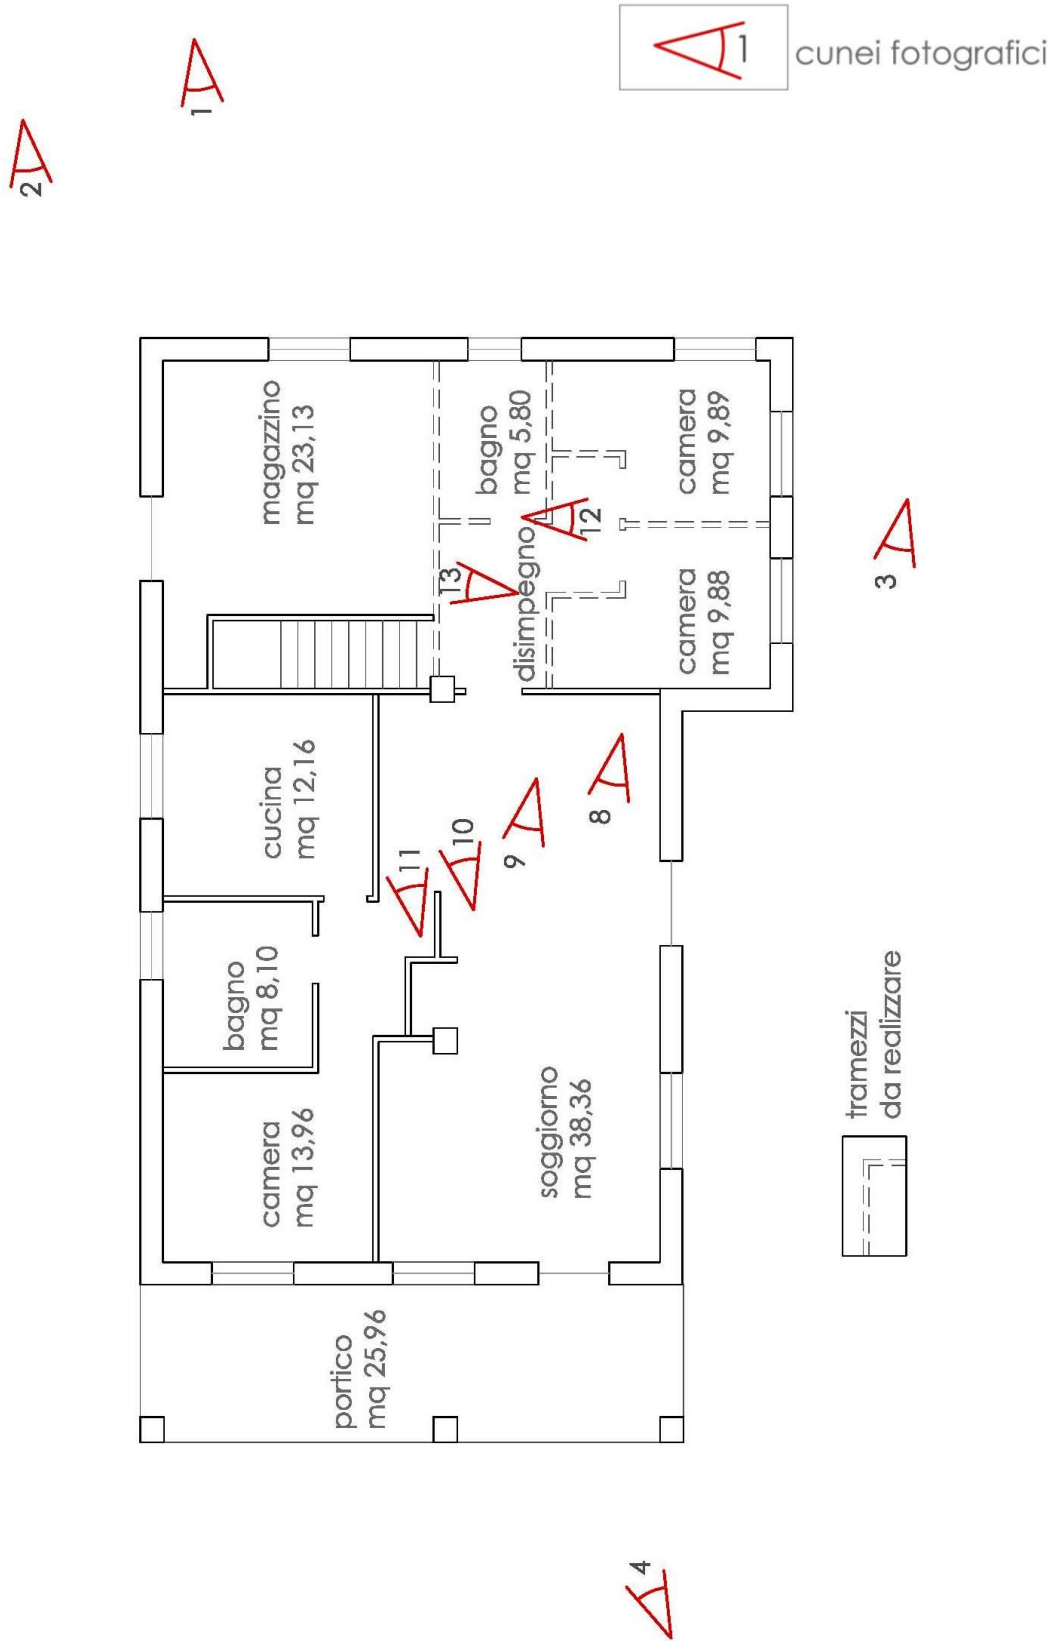 1
cunei fotografici
1
2
magazzino
mq 23,13
bagno
mq 5,80
camera
mq 9,89
12
13
disimpegno
camera
mq 9,88
3
cucina
mq 12,16
11
10
9
8
bagno
mq 8,10
camera
mq 13,96
soggiorno
mq 38,36
tramezzi
da realizzare
portico
mq 25,96
4